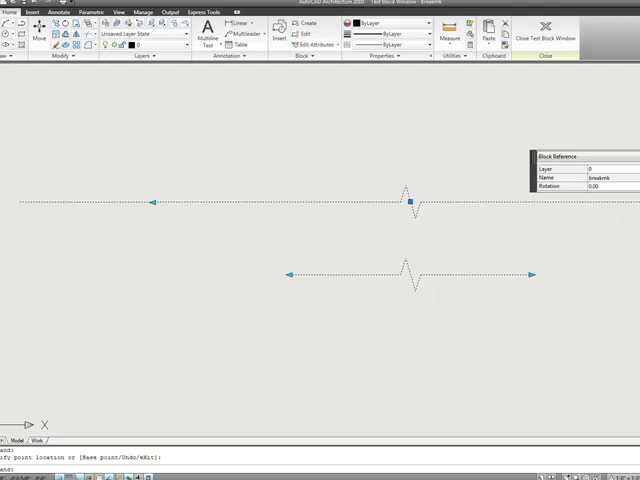 AutoCAD Architecture 2010 Test Block Window - breakmk
Home Insert Annotate Parametric View Manage Output Express Tools
Unsaved Layer State
0
Multiline Text
Linear
Multileader
Table
Insert
Create
Edit
Edit Attributes
ByLayer
ByLayer
ByLayer
Measure
Paste
Close Test Block Window
Modify Layers Annotation Block Properties Utilities Clipboard Close
Block Reference
Layer 0
Name breakmk
Rotation 0.00
X
Model Work
and:
ify point location or [Base point/Undo/eXit]:
and: